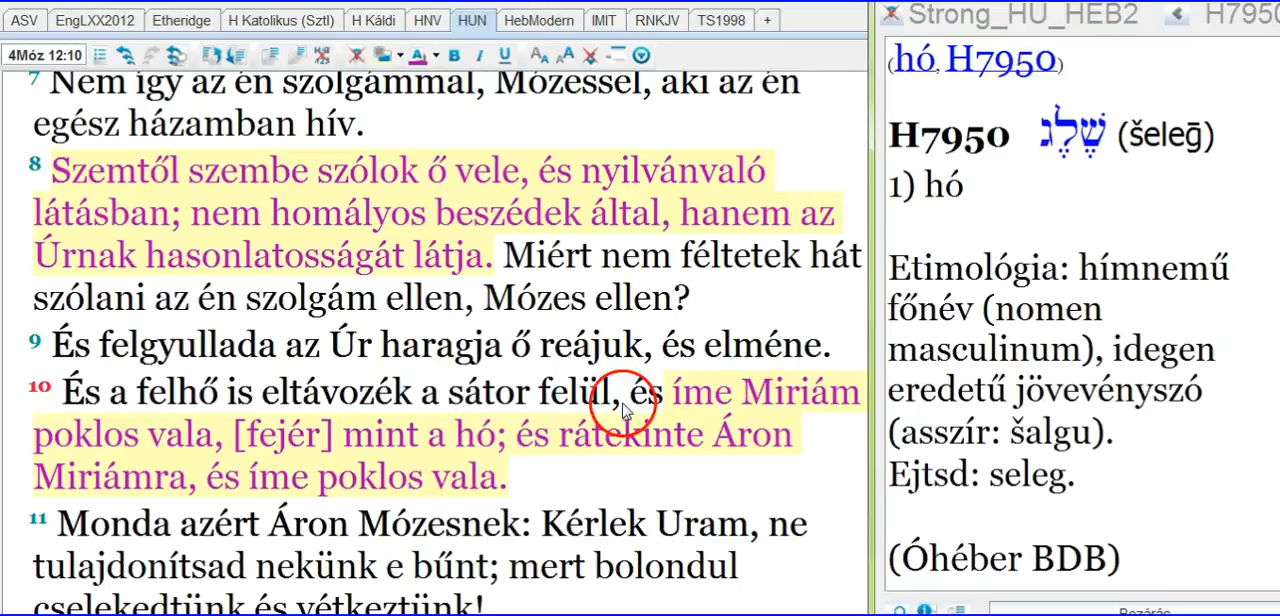 ASV EngLXX2012 Etheridge H Katolikus (Sztl) H Káldi HNV HUN HebModern IMIT RNKJV TS1998 +
4Móz 12:10
7 Nem így az én szolgámmal, Mózessel, aki az én
egész házamban hív.
8 Szemtől szembe szólok ő vele, és nyilvánvaló
látásban; nem homályos beszédek által, hanem az
Úrnak hasonlatosságát látja. Miért nem féltetek hát
szólani az én szolgám ellen, Mózes ellen?
9 És felgyullada az Úr haragja ő reájuk, és elméne.
10 És a felhő is eltávozék a sátor felül, és íme Miriám
poklos vala, [fejér] mint a hó; és rátekinte Áron
Miriámra, és íme poklos vala.
11 Monda azért Áron Mózesnek: Kérlek Uram, ne
tulajdonítsad nekünk e bűnt; mert bolondul
cselekedtünk és vétkeztünk!
Strong_HU_HEB2 H7950
(hó, H7950)
H7950 שֶׁלֶג (šeleḡ)
1) hó
Etimológia: hímnemű
főnév (nomen
masculinum), idegen
eredetű jövevényszó
(asszír: šalgu).
Ejtsd: seleg.
(Óhéber BDB)
Bezárás